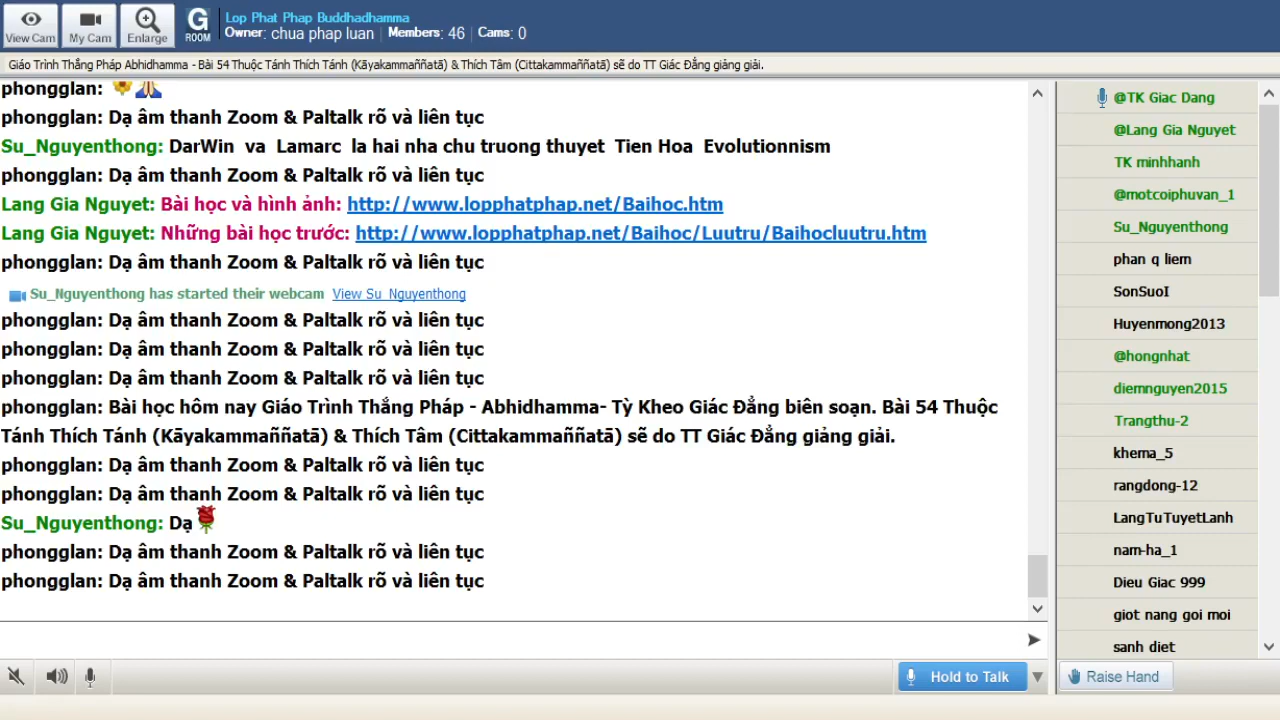 View Cam
My Cam
Enlarge
G
ROOM
Lop Phat Phap Buddhadhamma
Owner: chua phap luan | Members: 46 | Cams: 0
Giáo Trình Thắng Pháp Abhidhamma - Bài 54 Thuộc Tánh Thích Tánh (Kāyakammaññatā) & Thích Tâm (Cittakammaññatā) sẽ do TT Giác Đẳng giảng giải.
phongglan:
phongglan: Dạ âm thanh Zoom & Paltalk rõ và liên tục
Su_Nguyenthong: DarWin va Lamarc la hai nha chu truong thuyet Tien Hoa Evolutionnism
phongglan: Dạ âm thanh Zoom & Paltalk rõ và liên tục
Lang Gia Nguyet: Bài học và hình ảnh: http://www.lopphatphap.net/Baihoc.htm
Lang Gia Nguyet: Những bài học trước: http://www.lopphatphap.net/Baihoc/Luutru/Baihocluutru.htm
phongglan: Dạ âm thanh Zoom & Paltalk rõ và liên tục
Su_Nguyenthong has started their webcam View Su_Nguyenthong
phongglan: Dạ âm thanh Zoom & Paltalk rõ và liên tục
phongglan: Dạ âm thanh Zoom & Paltalk rõ và liên tục
phongglan: Dạ âm thanh Zoom & Paltalk rõ và liên tục
phongglan: Bài học hôm nay Giáo Trình Thắng Pháp - Abhidhamma- Tỳ Kheo Giác Đẳng biên soạn. Bài 54 Thuộc
Tánh Thích Tánh (Kāyakammaññatā) & Thích Tâm (Cittakammaññatā) sẽ do TT Giác Đẳng giảng giải.
phongglan: Dạ âm thanh Zoom & Paltalk rõ và liên tục
phongglan: Dạ âm thanh Zoom & Paltalk rõ và liên tục
Su_Nguyenthong: Dạ
phongglan: Dạ âm thanh Zoom & Paltalk rõ và liên tục
phongglan: Dạ âm thanh Zoom & Paltalk rõ và liên tục
Hold to Talk
@TK Giac Dang
@Lang Gia Nguyet
TK minhhanh
@motcoiphuvan_1
Su_Nguyenthong
phan q liem
SonSuoI
Huyenmong2013
@hongnhat
diemnguyen2015
Trangthu-2
khema_5
rangdong-12
LangTuTuyetLanh
nam-ha_1
Dieu Giac 999
giot nang goi moi
sanh diet
Raise Hand